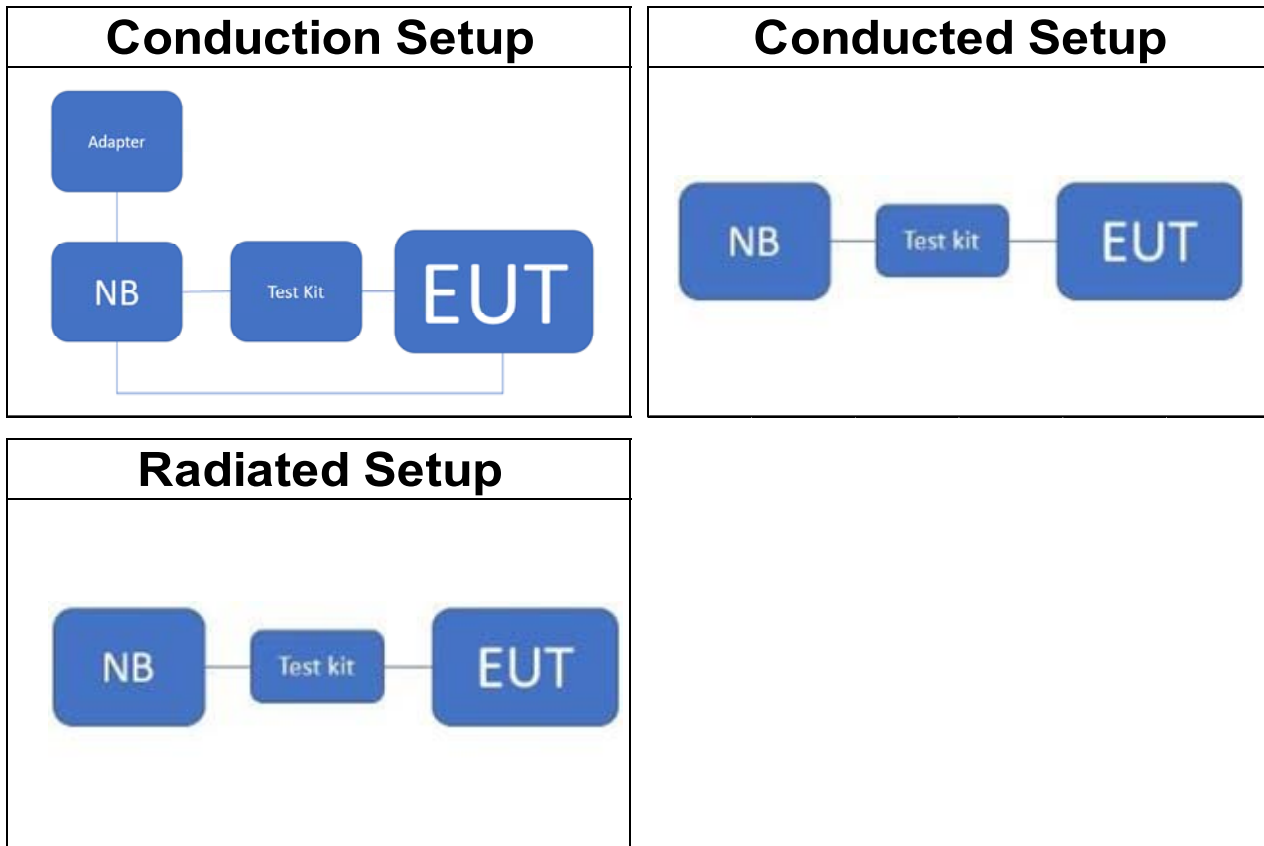 Conduction Setup
Adapter
NB
Test Kit
EUT
Conducted Setup
NB
Test kit
EUT
Radiated Setup
NB
Test kit
EUT